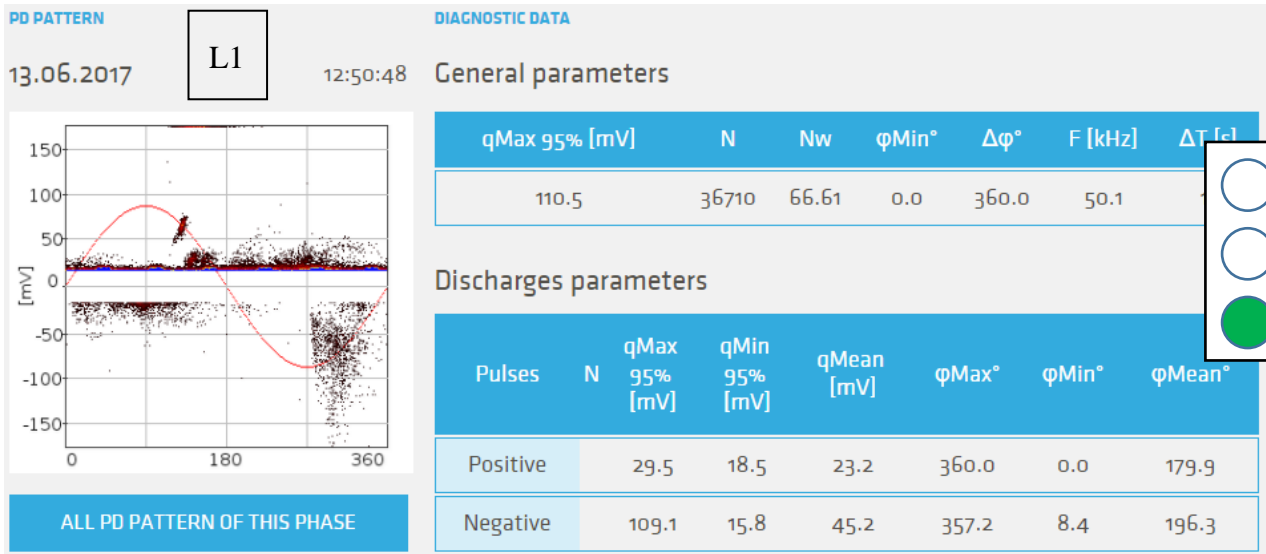 PD PATTERN
13.06.2017 L1 12:50:48
150
100
50
0
-50
-100
-150
[mV]
0 180 360
ALL PD PATTERN OF THIS PHASE
DIAGNOSTIC DATA
General parameters
qMax 95% [mV] N Nw φMin° Δφ° F [kHz] ΔT [s]
110.5 36710 66.61 0.0 360.0 50.1
Discharges parameters
Pulses N qMax 95% [mV] qMin 95% [mV] qMean [mV] φMax° φMin° φMean°
Positive 29.5 18.5 23.2 360.0 0.0 179.9
Negative 109.1 15.8 45.2 357.2 8.4 196.3